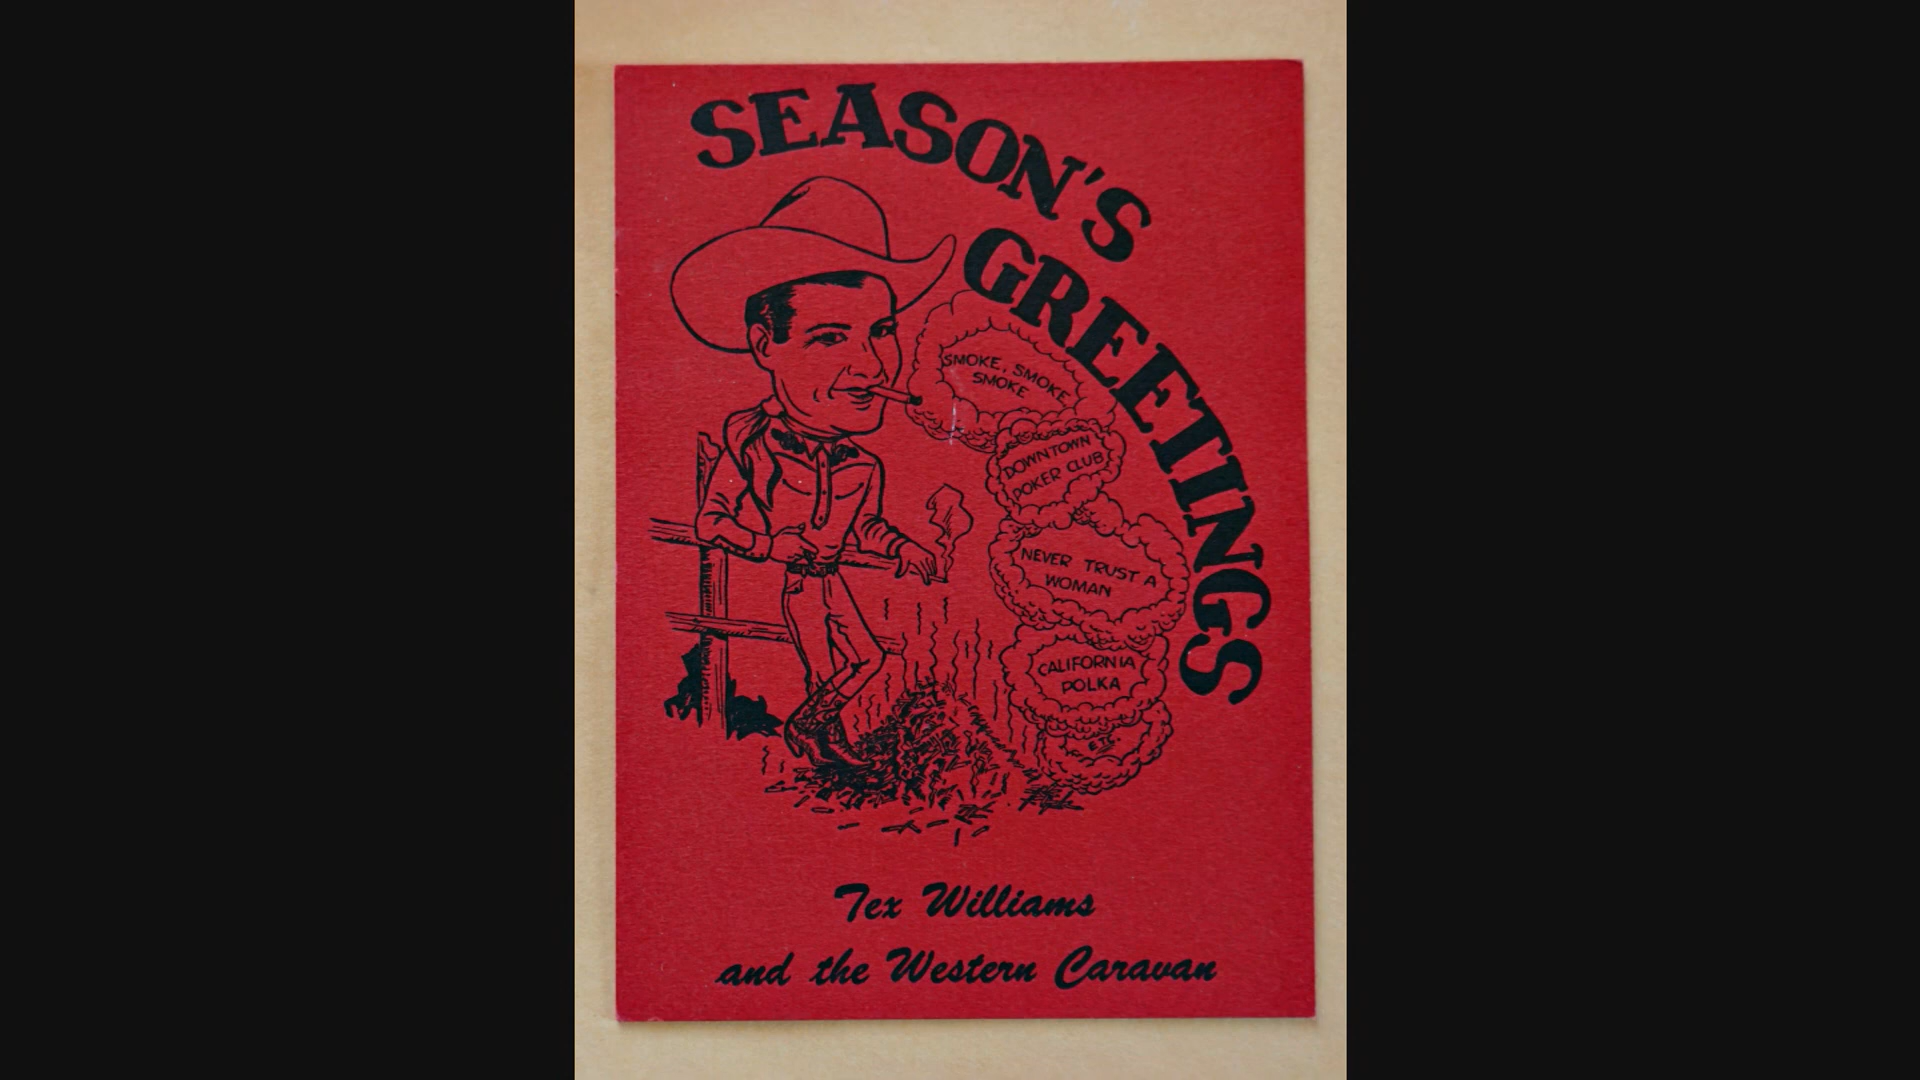 SEASON'S
GREETINGS
SMOKE, SMOKE
SMOKE
DOWNTOWN
POKER CLUB
NEVER TRUST A
WOMAN
CALIFORNIA
POLKA
ETC.
Tex Williams
and the Western Caravan